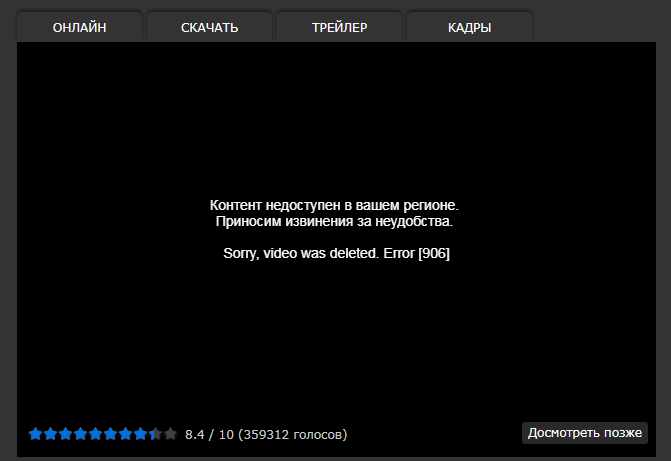 ОНЛАЙН СКАЧАТЬ ТРЕЙЛЕР КАДРЫ
Контент недоступен в вашем регионе.
Приносим извинения за неудобства.
Sorry, video was deleted. Error [906]
8.4 / 10 (359312 голосов) Досмотреть позже